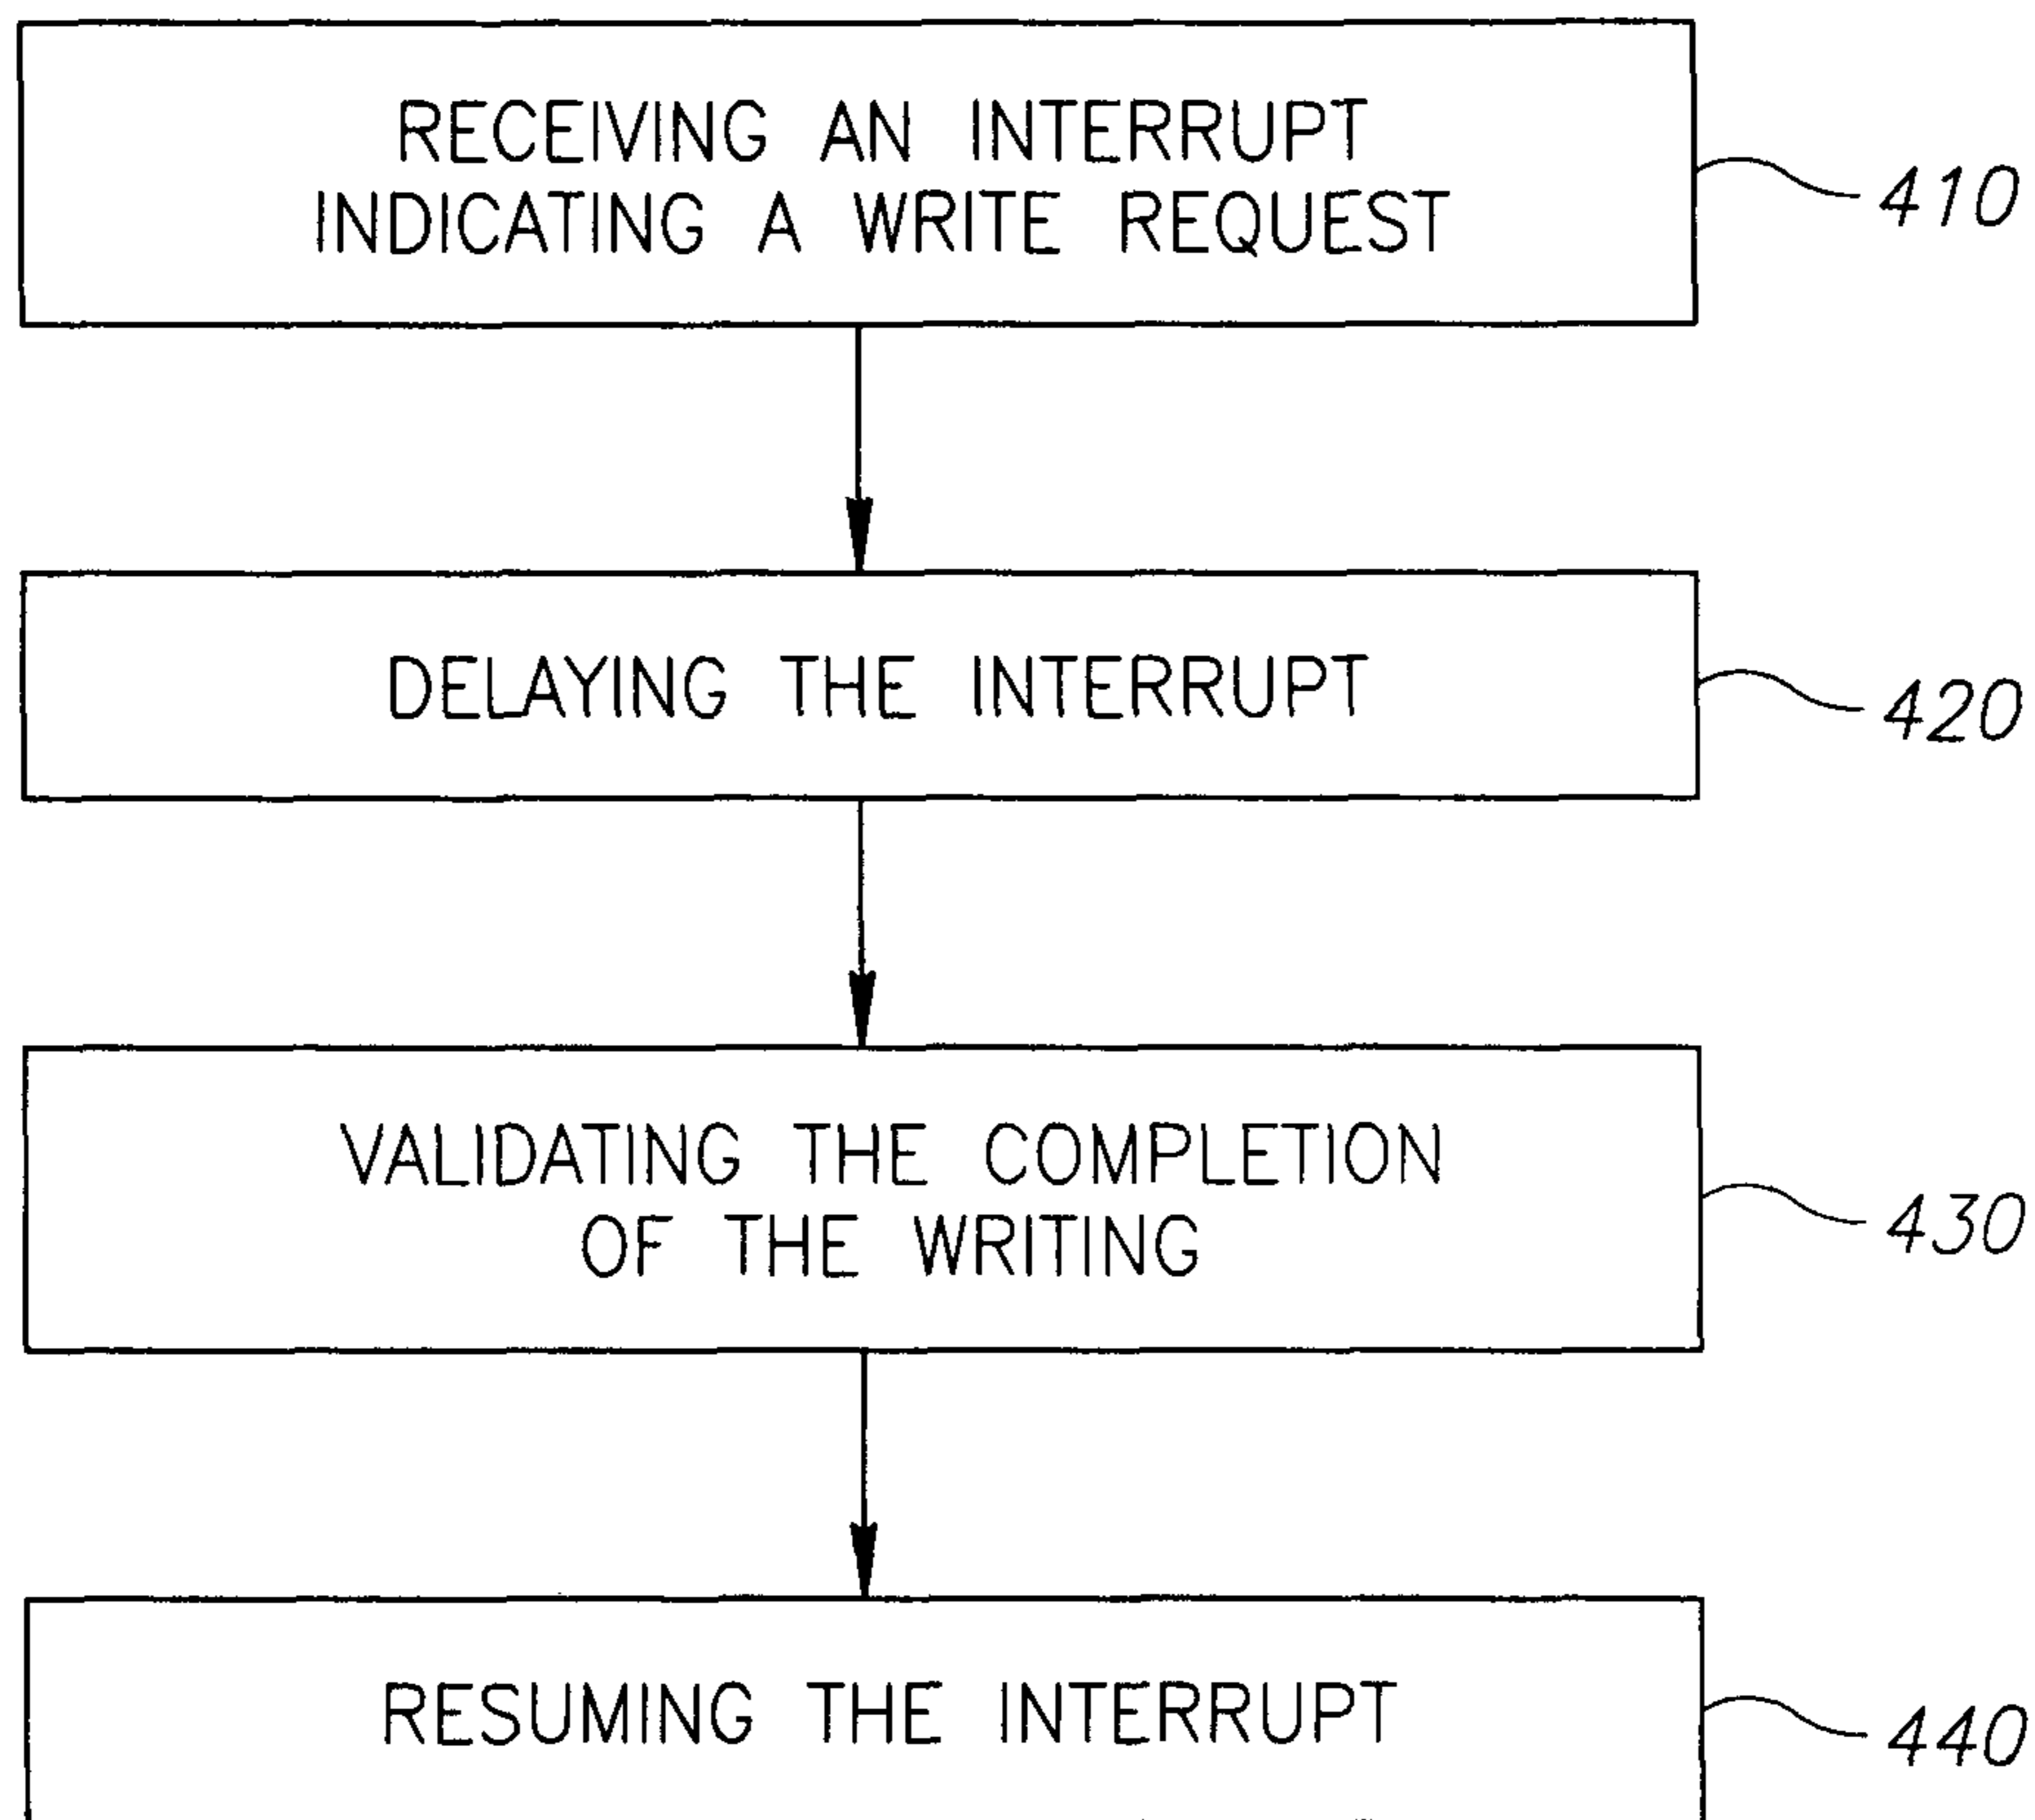 RECEIVING AN INTERRUPT
INDICATING A WRITE REQUEST
410
DELAYING THE INTERRUPT
420
VALIDATING THE COMPLETION
OF THE WRITING
430
RESUMING THE INTERRUPT
440